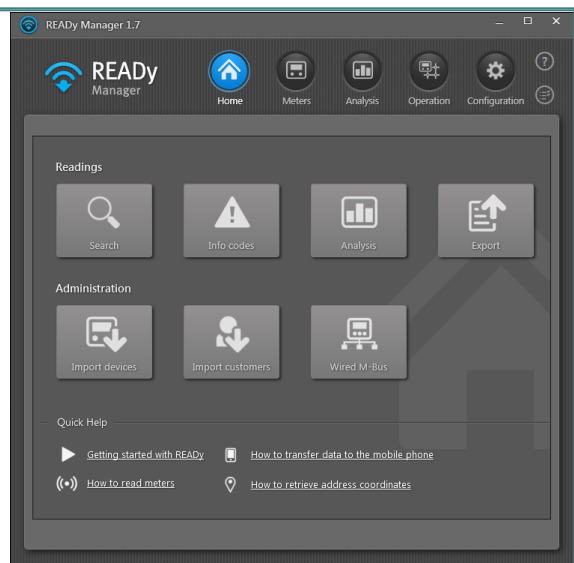 READy Manager 1.7
READy
Manager
Home Meters Analysis Operation Configuration
Readings
Search Info codes Analysis Export
Administration
Import devices Import customers Wired M-Bus
Quick Help
Getting started with READy How to transfer data to the mobile phone
How to read meters How to retrieve address coordinates